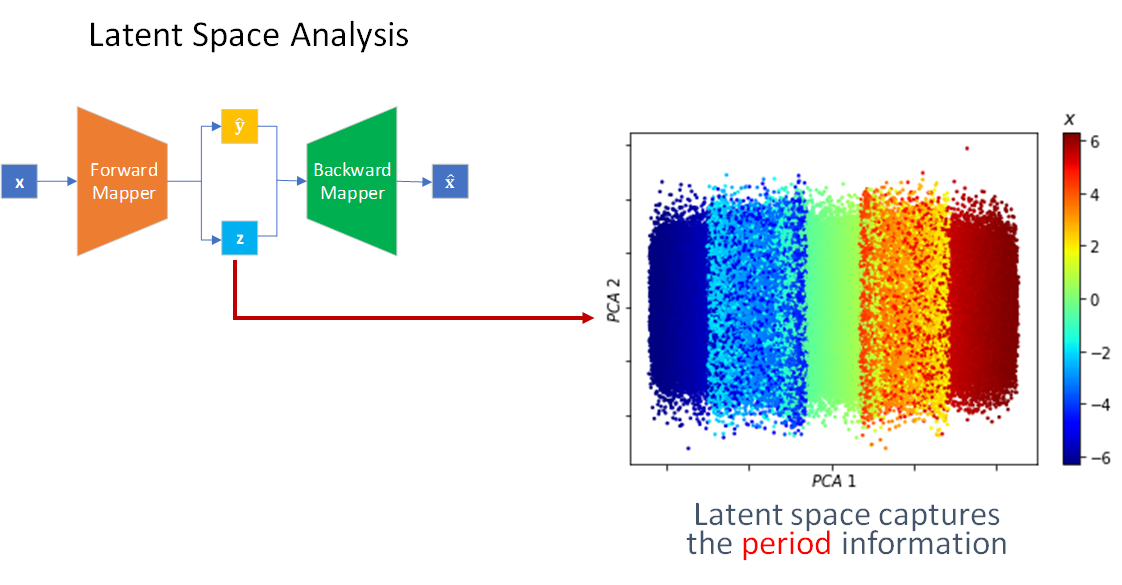 Latent Space Analysis
x
Forward
Mapper
ŷ
z
Backward
Mapper
x̂
x
6
4
2
0
−2
−4
−6
PCA 2
PCA 1
Latent space captures
the period information